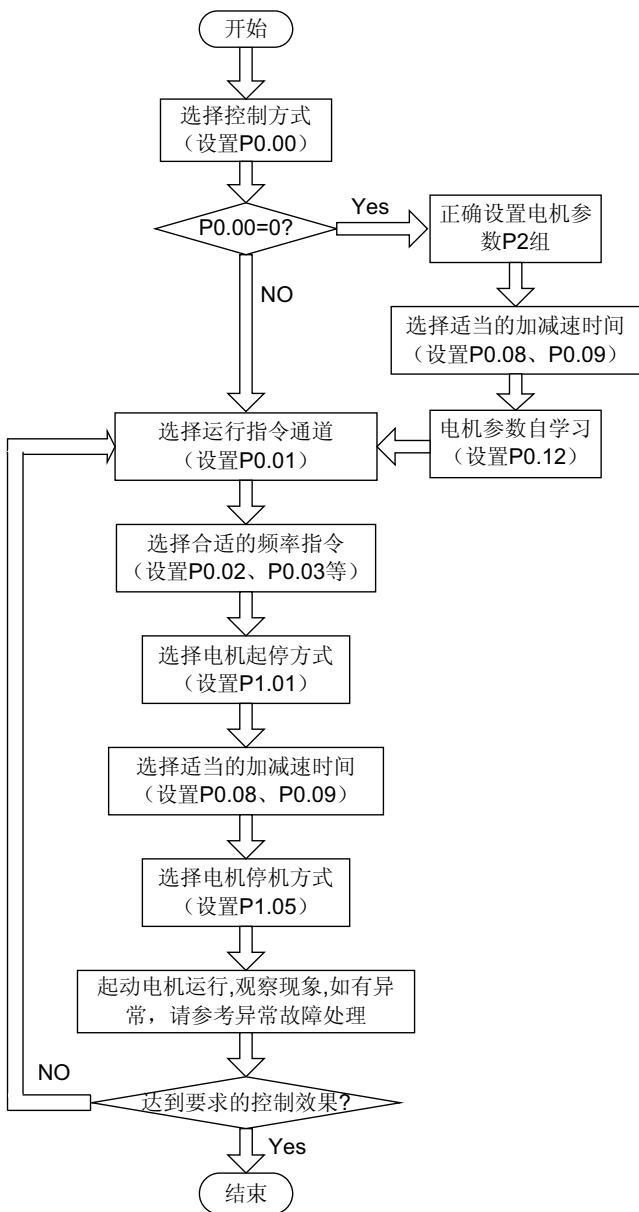 开始
选择控制方式
（设置P0.00）
P0.00=0?
Yes
正确设置电机参
数P2组
NO
选择适当的加减速时间
（设置P0.08、P0.09）
电机参数自学习
（设置P0.12）
选择运行指令通道
（设置P0.01）
选择合适的频率指令
（设置P0.02、P0.03等）
选择电机起停方式
（设置P1.01）
选择适当的加减速时间
（设置P0.08、P0.09）
选择电机停机方式
（设置P1.05）
起动电机运行,观察现象,如有异
常，请参考异常故障处理
NO
达到要求的控制效果?
Yes
结束